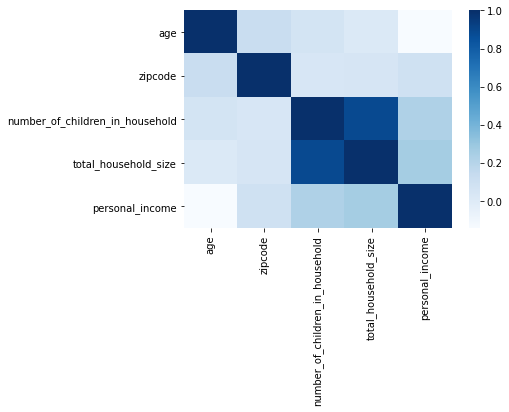 age
zipcode
number_of_children_in_household
total_household_size
personal_income
age
zipcode
number_of_children_in_household
total_household_size
personal_income
1.0
0.8
0.6
0.4
0.2
0.0